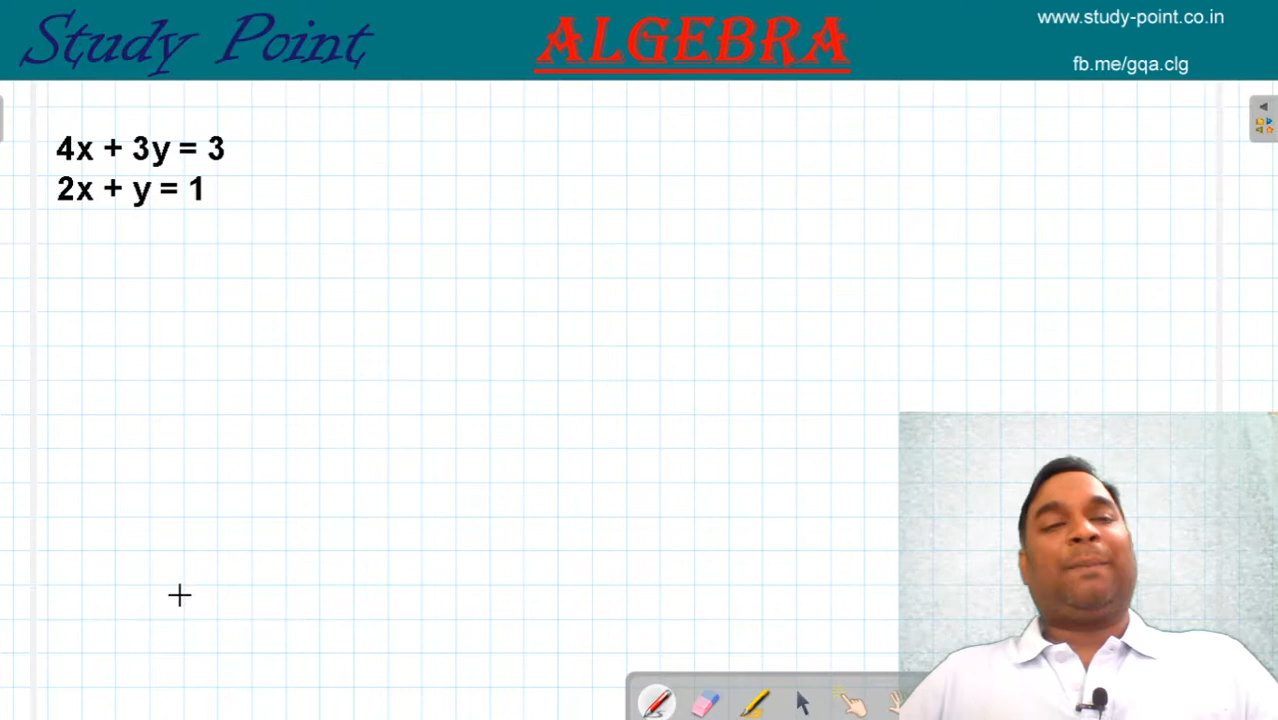 Study Point
ALGEBRA
www.study-point.co.in
fb.me/gqa.clg
4x + 3y = 3
2x + y = 1